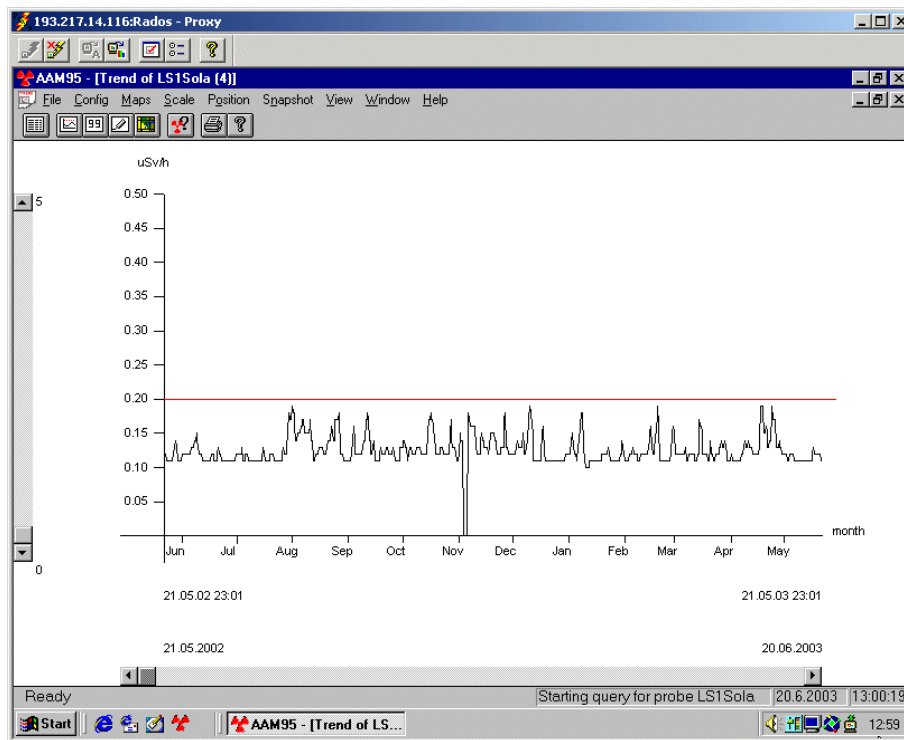 193.217.14.116:Rados - Proxy
AAM95 - [Trend of LS1Sola (4)]
File Config Maps Scale Position Snapshot View Window Help
99
uSv/h
5
0.50
0.45
0.40
0.35
0.30
0.25
0.20
0.15
0.10
0.05
month
Jun Jul Aug Sep Oct Nov Dec Jan Feb Mar Apr May
0
21.05.02 23:01 21.05.03 23:01
21.05.2002 20.06.2003
Ready Starting query for probe LS1Sola 20.6.2003 13:00:19
Start AAM95 - [Trend of LS... 12:59